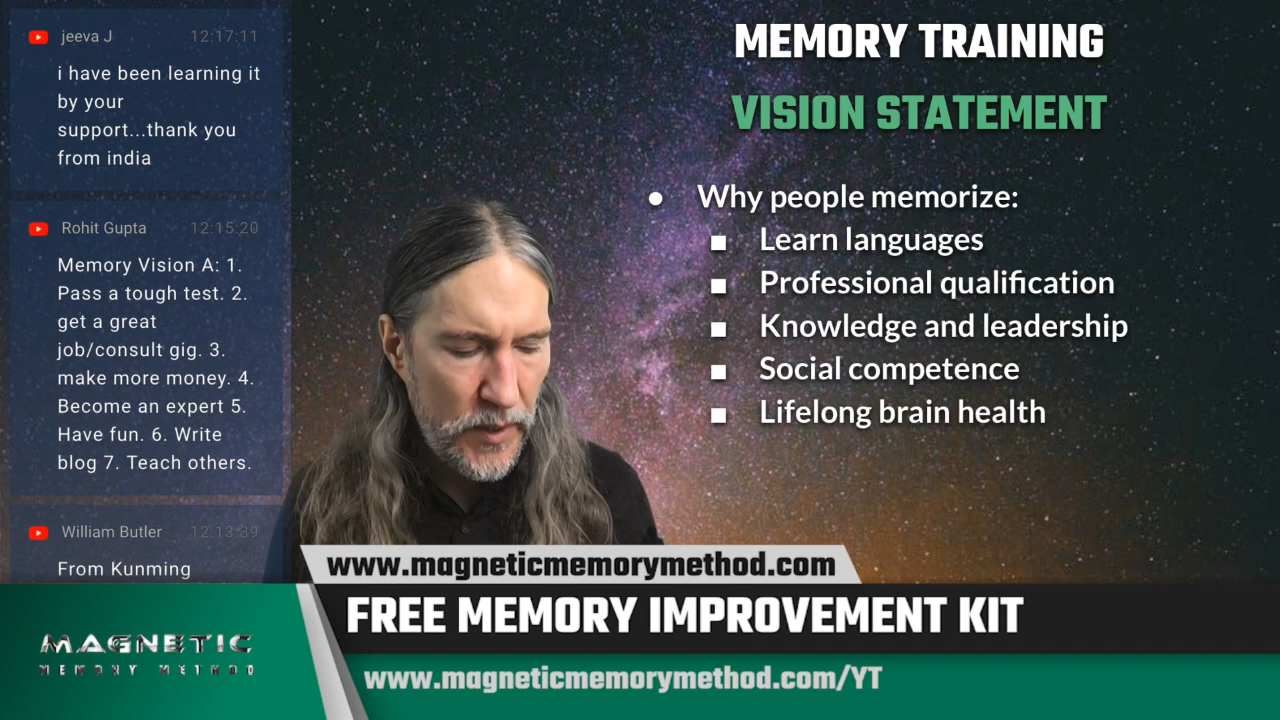 jeeva J 12:17:11
i have been learning it
by your
support...thank you
from india
Rohit Gupta 12:15:20
Memory Vision A: 1.
Pass a tough test. 2.
get a great
job/consult gig. 3.
make more money. 4.
Become an expert 5.
Have fun. 6. Write
blog 7. Teach others.
William Butler 12:13:39
From Kunming
MEMORY TRAINING
VISION STATEMENT
● Why people memorize:
■ Learn languages
■ Professional qualification
■ Knowledge and leadership
■ Social competence
■ Lifelong brain health
www.magneticmemorymethod.com
FREE MEMORY IMPROVEMENT KIT
www.magneticmemorymethod.com/YT
MAGNETIC
MEMORY METHOD